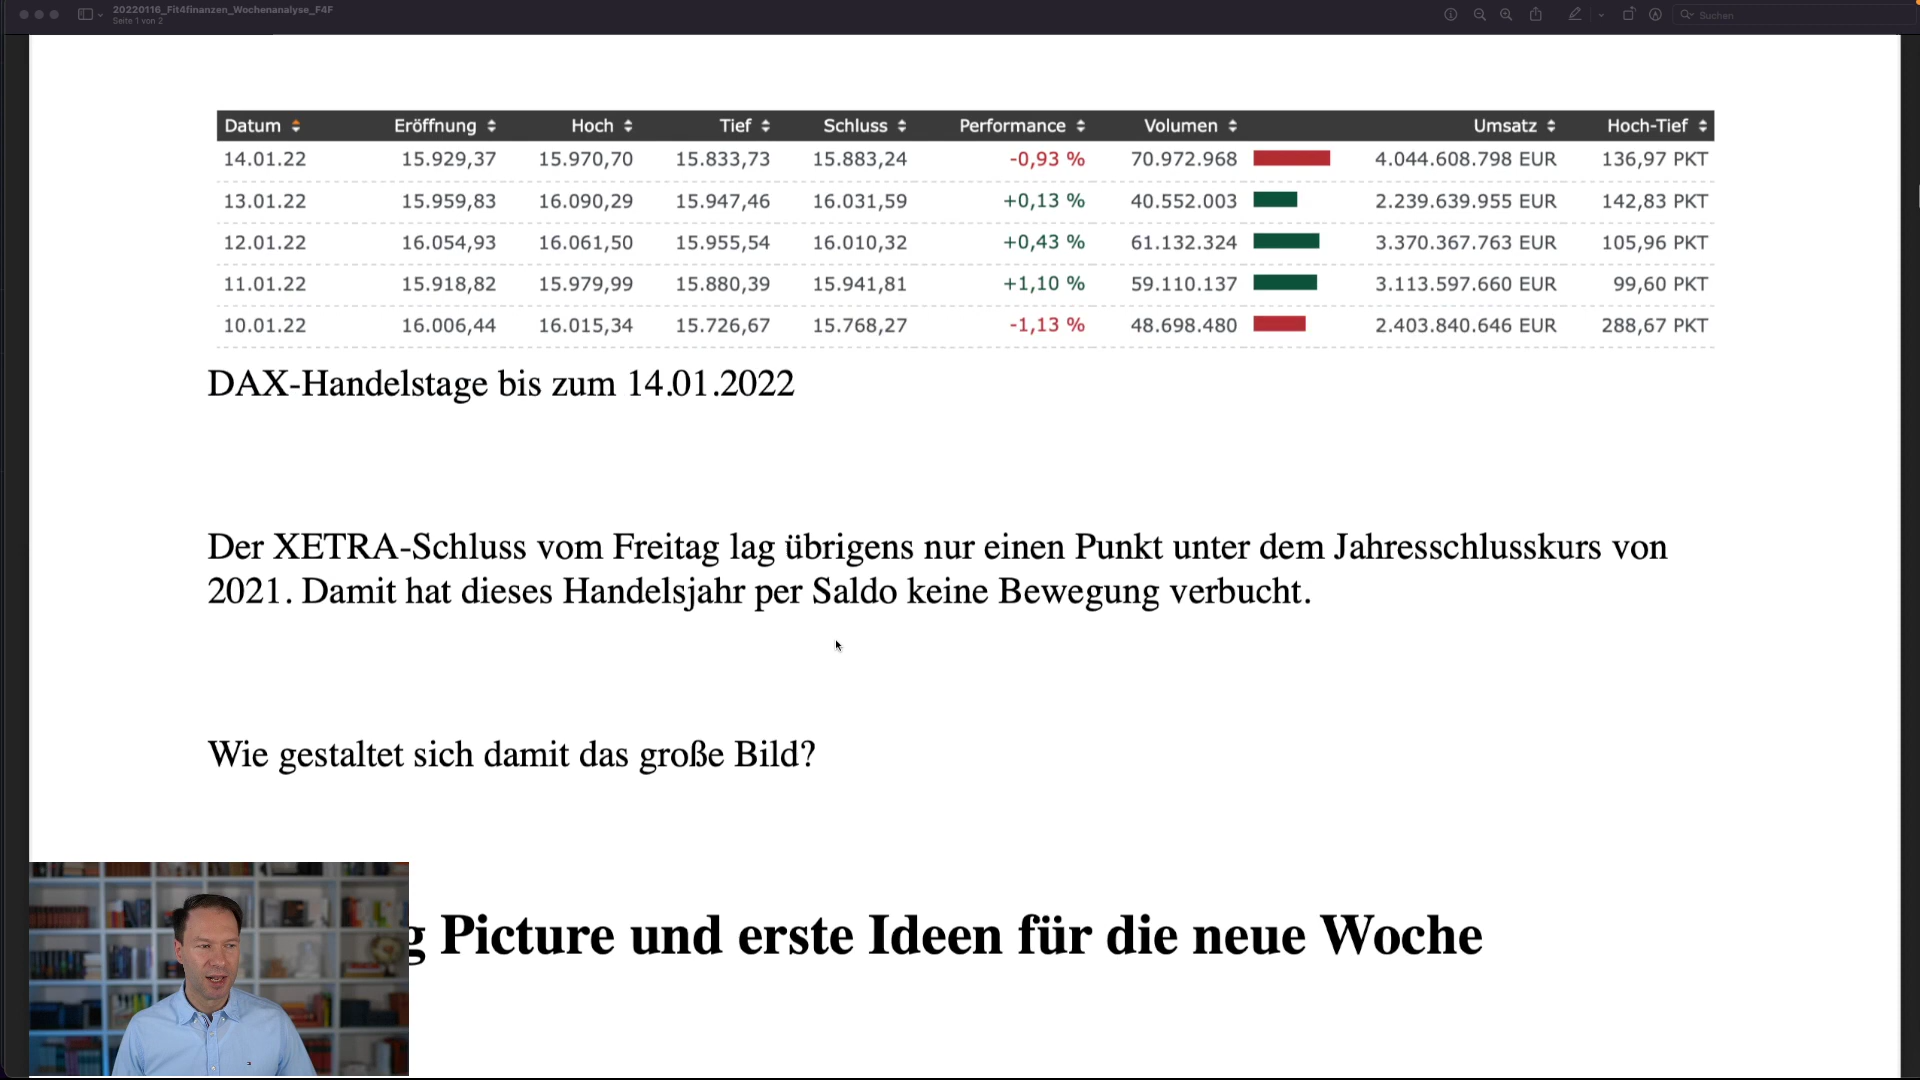 20220116_Fit4finanzen_Wochenanalyse_F4F
Seite 1 von 2
Suchen
Datum Eröffnung Hoch Tief Schluss Performance Volumen Umsatz Hoch-Tief
14.01.22 15.929,37 15.970,70 15.833,73 15.883,24 -0,93 % 70.972.968 4.044.608.798 EUR 136,97 PKT
13.01.22 15.959,83 16.090,29 15.947,46 16.031,59 +0,13 % 40.552.003 2.239.639.955 EUR 142,83 PKT
12.01.22 16.054,93 16.061,50 15.955,54 16.010,32 +0,43 % 61.132.324 3.370.367.763 EUR 105,96 PKT
11.01.22 15.918,82 15.979,99 15.880,39 15.941,81 +1,10 % 59.110.137 3.113.597.660 EUR 99,60 PKT
10.01.22 16.006,44 16.015,34 15.726,67 15.768,27 -1,13 % 48.698.480 2.403.840.646 EUR 288,67 PKT
DAX-Handelstage bis zum 14.01.2022
Der XETRA-Schluss vom Freitag lag übrigens nur einen Punkt unter dem Jahresschlusskurs von
2021. Damit hat dieses Handelsjahr per Saldo keine Bewegung verbucht.
Wie gestaltet sich damit das große Bild?
g Picture und erste Ideen für die neue Woche